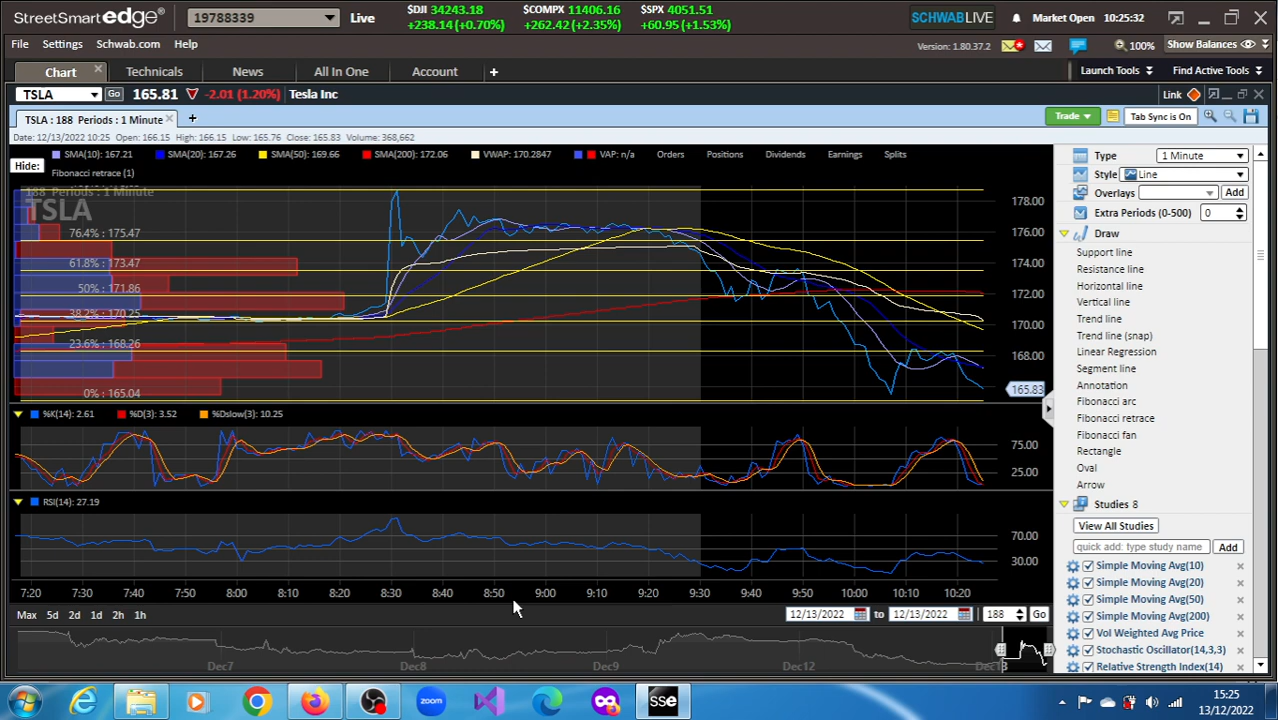 StreetSmart edge® 19788339 Live $DJI 34243.18 $COMPX 11406.16 $SPX 4051.51 SCHWABLIVE Market Open 10:25:32
+238.14 (+0.70%) +262.42 (+2.35%) +60.95 (+1.53%)
File Settings Schwab.com Help Version: 1.80.37.2 100% Show Balances
Chart Technicals News All In One Account + Launch Tools Find Active Tools
TSLA Go 165.81 -2.01 (1.20%) Tesla Inc Link
TSLA : 188 Periods : 1 Minute + Trade Tab Sync is On
Date: 12/13/2022 10:25 Open: 166.15 High: 166.15 Low: 165.76 Close: 165.83 Volume: 368,662
SMA(10): 167.21 SMA(20): 167.26 SMA(50): 169.66 SMA(200): 172.06 VWAP: 170.2847 VAP: n/a Orders Positions Dividends Earnings Splits
Hide:
Fibonacci retrace (1)
188 Periods : 1 Minute
TSLA
76.4% : 175.47
61.8% : 173.47
50% : 171.86
38.2% : 170.25
23.6% : 168.26
0% : 165.04
178.00
176.00
174.00
172.00
170.00
168.00
165.83
%K(14): 2.61 %D(3): 3.52 %Dslow(3): 10.25
75.00
25.00
RSI(14): 27.19
70.00
30.00
7:20 7:30 7:40 7:50 8:00 8:10 8:20 8:30 8:40 8:50 9:00 9:10 9:20 9:30 9:40 9:50 10:00 10:10 10:20
Max 5d 2d 1d 2h 1h 12/13/2022 to 12/13/2022 188 Go
Dec7 Dec8 Dec9 Dec12
Type 1 Minute
Style Line
Overlays Add
Extra Periods (0-500) 0
Draw
Support line
Resistance line
Horizontal line
Vertical line
Trend line
Trend line (snap)
Linear Regression
Segment line
Annotation
Fibonacci arc
Fibonacci retrace
Fibonacci fan
Rectangle
Oval
Arrow
Studies 8
View All Studies
quick add: type study name Add
Simple Moving Avg(10)
Simple Moving Avg(20)
Simple Moving Avg(50)
Simple Moving Avg(200)
Vol Weighted Avg Price
Stochastic Oscillator(14,3,3)
Relative Strength Index(14)
zoom sse 15:25
13/12/2022